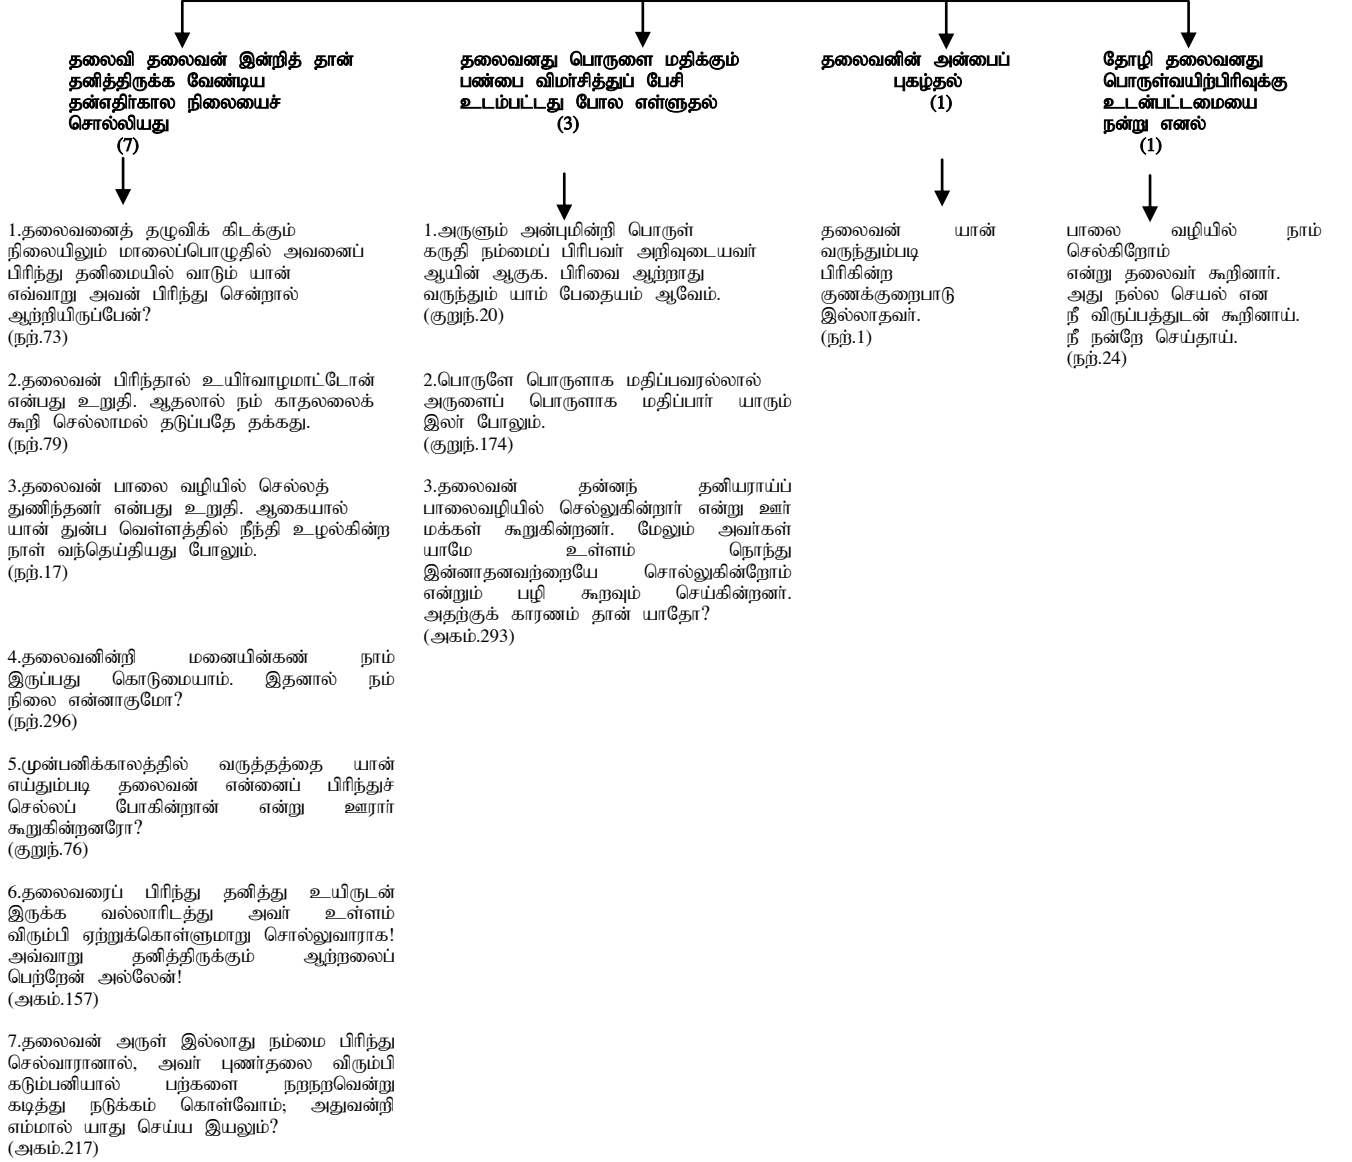 தலைவி தலைவன் இன்றித் தான்
தனித்திருக்க வேண்டிய
தன்எதிர்கால நிலையைச்
சொல்லியது
(7)
1.தலைவனைத் தழுவிக் கிடக்கும்
நிலையிலும் மாலைப்பொழுதில் அவனைப்
பிரிந்து தனிமையில் வாடும் யான்
எவ்வாறு அவன் பிரிந்து சென்றால்
ஆற்றியிருப்பேன்?
(நற்.73)
2.தலைவன் பிரிந்தால் உயிர்வாழமாட்டோன்
என்பது உறுதி. ஆதலால் நம் காதலலைக்
கூறி செல்லாமல் தடுப்பதே தக்கது.
(நற்.79)
3.தலைவன் பாலை வழியில் செல்லத்
துணிந்தனர் என்பது உறுதி. ஆகையால்
யான் துன்ப வெள்ளத்தில் நீந்தி உழல்கின்ற
நாள் வந்தெய்தியது போலும்.
(நற்.17)
4.தலைவனின்றி மனையின்கண் நாம்
இருப்பது கொடுமையாம். இதனால் நம்
நிலை என்னாகுமோ?
(நற்.296)
5.முன்பனிக்காலத்தில் வருத்தத்தை யான்
எய்தும்படி தலைவன் என்னைப் பிரிந்துச்
செல்லப் போகின்றான் என்று ஊரார்
கூறுகின்றனரோ?
(குறுந்.76)
6.தலைவரைப் பிரிந்து தனித்து உயிருடன்
இருக்க வல்லாரிடத்து அவர் உள்ளம்
விரும்பி ஏற்றுக்கொள்ளுமாறு சொல்லுவாராக!
அவ்வாறு தனித்திருக்கும் ஆற்றலைப்
பெற்றேன் அல்லேன்!
(அகம்.157)
7.தலைவன் அருள் இல்லாது நம்மை பிரிந்து
செல்வாரானால், அவர் புணர்தலை விரும்பி
கடும்பனியால் பற்களை நறநறவென்று
கடித்து நடுக்கம் கொள்வோம்; அதுவன்றி
எம்மால் யாது செய்ய இயலும்?
(அகம்.217)
தலைவனது பொருளை மதிக்கும்
பண்பை விமர்சித்துப் பேசி
உடம்பட்டது போல எள்ளுதல்
(3)
1.அருளும் அன்புமின்றி பொருள்
கருதி நம்மைப் பிரிபவர் அறிவுடையவர்
ஆயின் ஆகுக. பிரிவை ஆற்றாது
வருந்தும் யாம் பேதையம் ஆவேம்.
(குறுந்.20)
2.பொருளே பொருளாக மதிப்பவரல்லால்
அருளைப் பொருளாக மதிப்பார் யாரும்
இலர் போலும்.
(குறுந்.174)
3.தலைவன் தன்னந் தனியராய்ப்
பாலைவழியில் செல்லுகின்றார் என்று ஊர்
மக்கள் கூறுகின்றனர். மேலும் அவர்கள்
யாமே உள்ளம் நொந்து
இன்னாதனவற்றையே சொல்லுகின்றோம்
என்றும் பழி கூறவும் செய்கின்றனர்.
அதற்குக் காரணம் தான் யாதோ?
(அகம்.293)
தலைவனின் அன்பைப்
புகழ்தல்
(1)
தலைவன் யான்
வருந்தும்படி
பிரிகின்ற
குணக்குறைபாடு
இல்லாதவர்.
(நற்.1)
தோழி தலைவனது
பொருள்வயிற்பிரிவுக்கு
உடன்பட்டமையை
நன்று எனல்
(1)
பாலை வழியில் நாம்
செல்கிறோம்
என்று தலைவர் கூறினார்.
அது நல்ல செயல் என
நீ விருப்பத்துடன் கூறினாய்.
நீ நன்றே செய்தாய்.
(நற்.24)